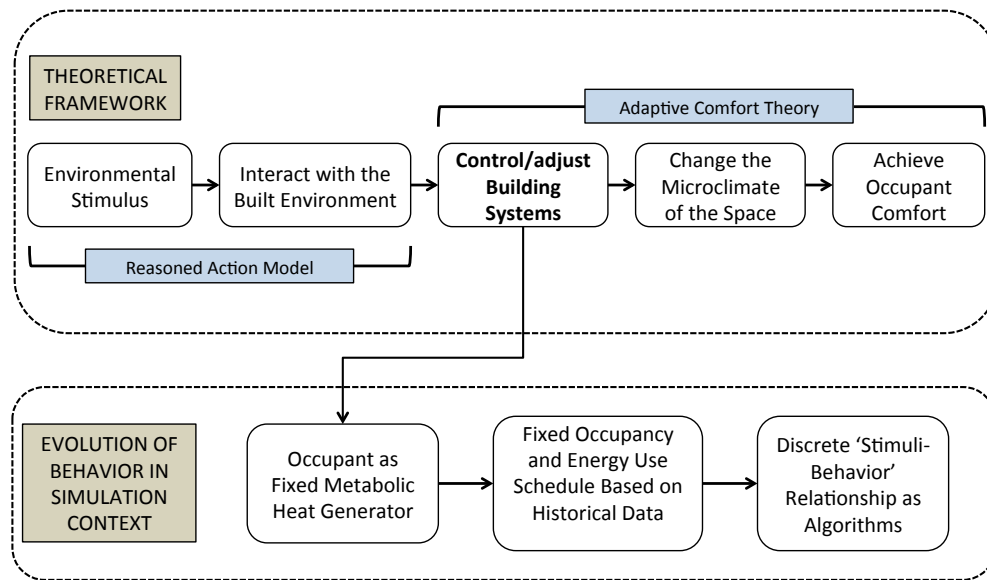 THEORETICAL
FRAMEWORK
Adaptive Comfort Theory
Environmental
Stimulus
Interact with the
Built Environment
Control/adjust
Building
Systems
Change the
Microclimate
of the Space
Achieve
Occupant
Comfort
Reasoned Action Model
EVOLUTION OF
BEHAVIOR IN
SIMULATION
CONTEXT
Occupant as
Fixed Metabolic
Heat Generator
Fixed Occupancy
and Energy Use
Schedule Based on
Historical Data
Discrete ‘Stimuli-
Behavior’
Relationship as
Algorithms